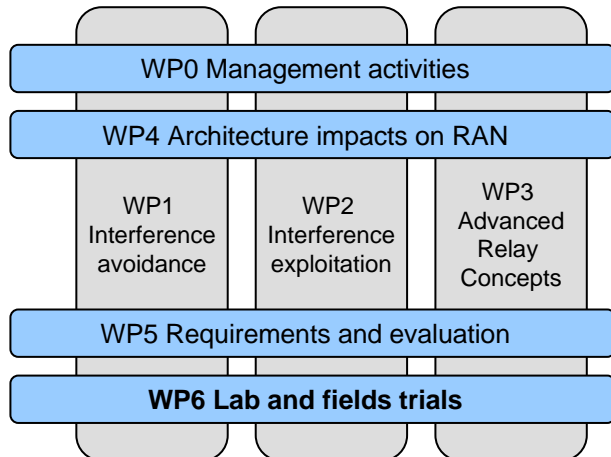 WP0 Management activities
WP4 Architecture impacts on RAN
WP1
Interference
avoidance
WP2
Interference
exploitation
WP3
Advanced
Relay
Concepts
WP5 Requirements and evaluation
WP6 Lab and fields trials